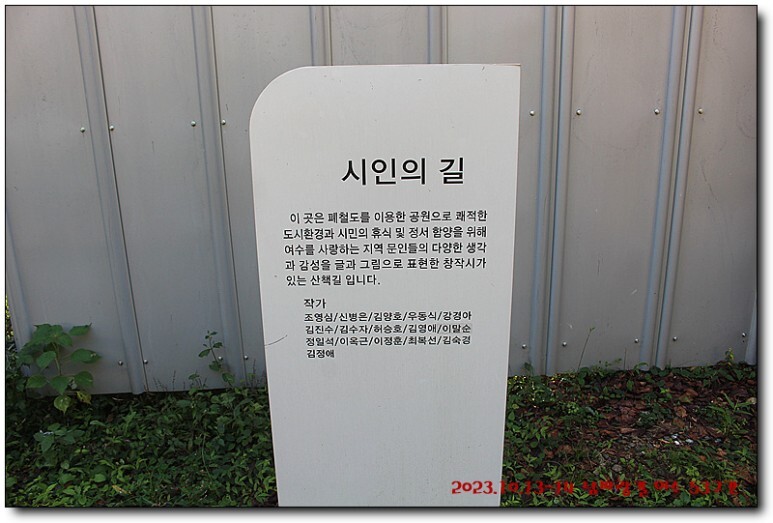 시인의 길
이 곳은 폐철도를 이용한 공원으로 쾌적한
도시환경과 시민의 휴식 및 정서 함양을 위해
여수를 사랑하는 지역 문인들의 다양한 생각
과 감성을 글과 그림으로 표현한 창작시가
있는 산책길 입니다.
작가
조영심/신병은/김양호/우동식/강경아
김진수/김수자/허승호/김영애/이말순
정일석/이옥근/이정훈/최복선/김숙경
김정애
2023.10.13-14